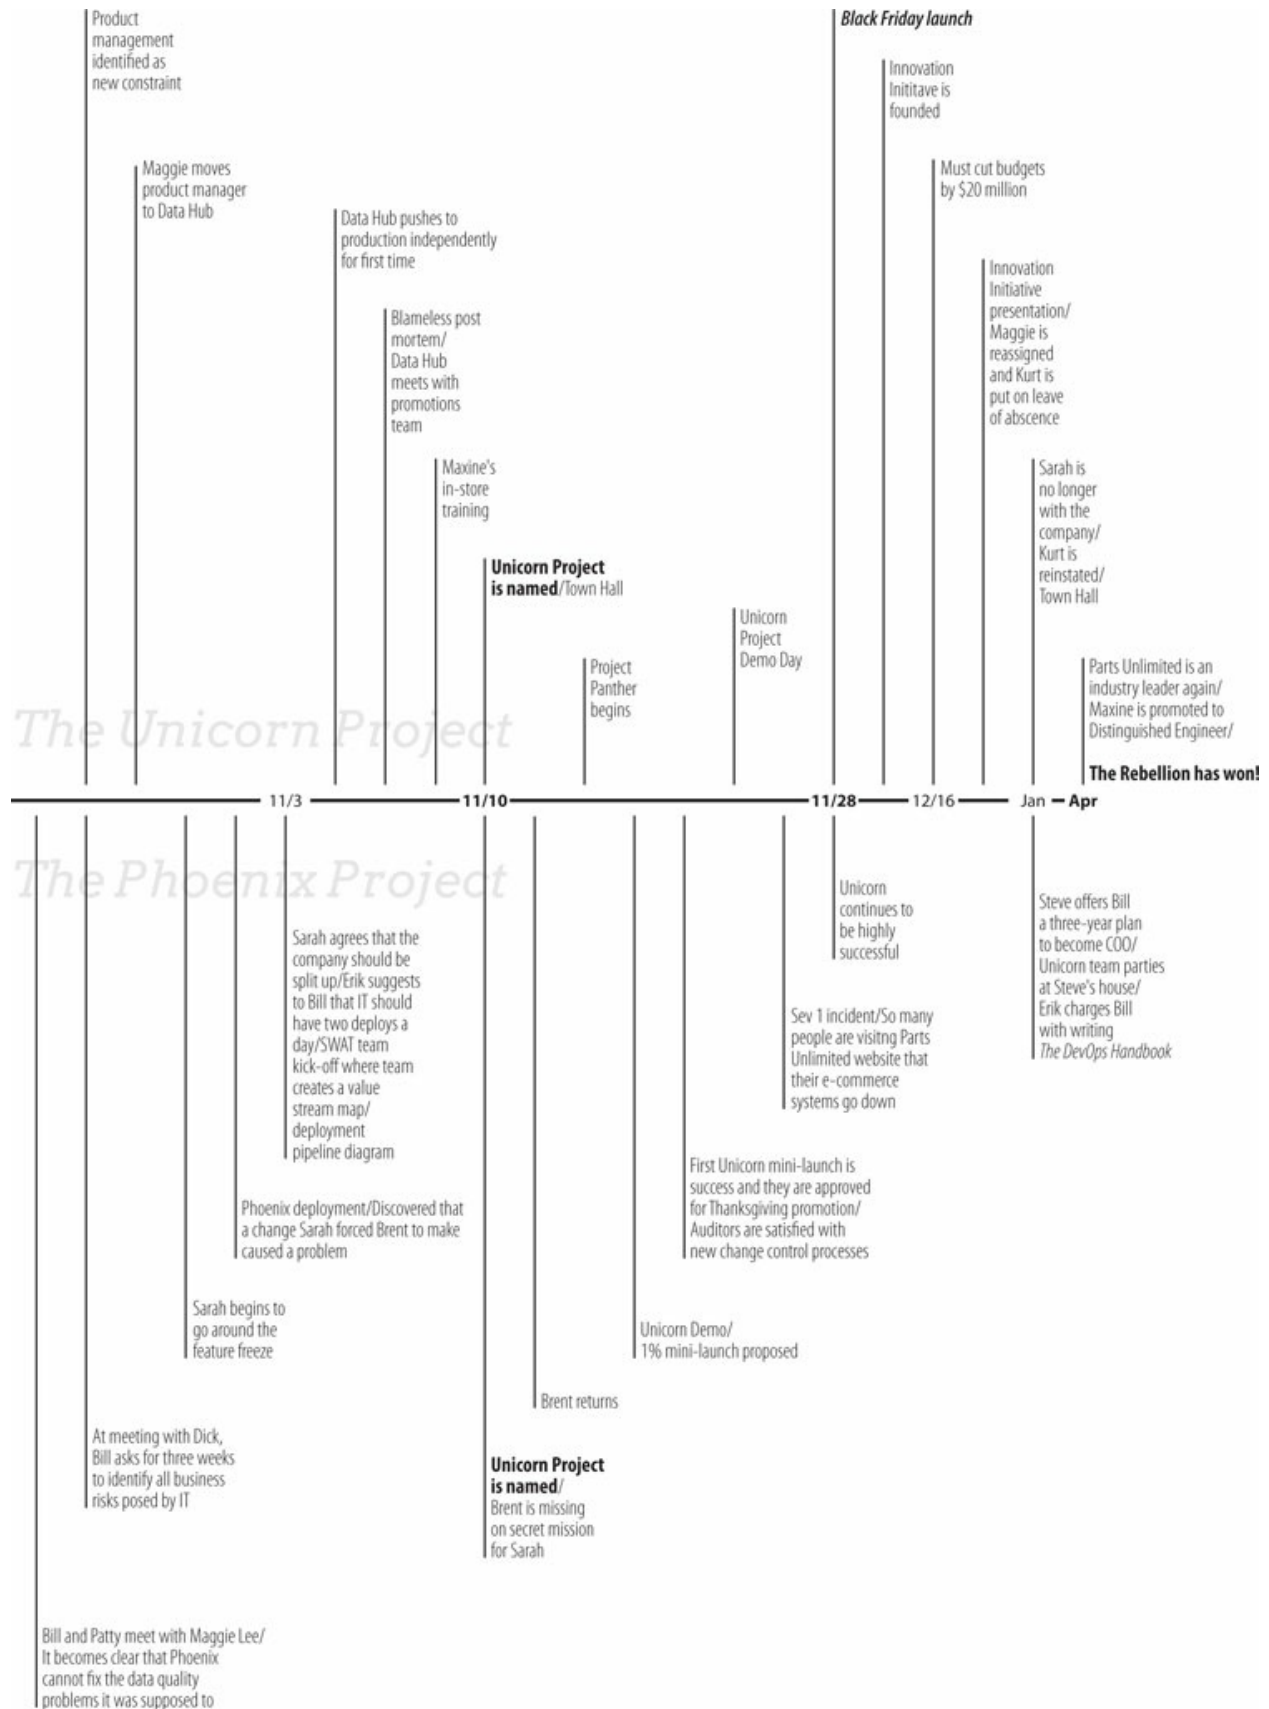 Product
management
identified as
new constraint
Maggie moves
product manager
to Data Hub
Data Hub pushes to
production independently
for first time
Blameless post
mortem/
Data Hub
meets with
promotions
team
Maxine's
in-store
training
Unicorn Project
is named/Town Hall
Project
Panther
begins
Unicorn
Project
Demo Day
Black Friday launch
Innovation
Inititave is
founded
Must cut budgets
by $20 million
Innovation
Initiative
presentation/
Maggie is
reassigned
and Kurt is
put on leave
of abscence
Sarah is
no longer
with the
company/
Kurt is
reinstated/
Town Hall
Parts Unlimited is an
industry leader again/
Maxine is promoted to
Distinguished Engineer/
The Rebellion has won!
The Unicorn Project
11/3 11/10 11/28 12/16 Jan Apr
The Phoenix Project
Bill and Patty meet with Maggie Lee/
It becomes clear that Phoenix
cannot fix the data quality
problems it was supposed to
At meeting with Dick,
Bill asks for three weeks
to identify all business
risks posed by IT
Sarah begins to
go around the
feature freeze
Phoenix deployment/Discovered that
a change Sarah forced Brent to make
caused a problem
Sarah agrees that the
company should be
split up/Erik suggests
to Bill that IT should
have two deploys a
day/SWAT team
kick-off where team
creates a value
stream map/
deployment
pipeline diagram
Unicorn Project
is named/
Brent is missing
on secret mission
for Sarah
Brent returns
Unicorn Demo/
1% mini-launch proposed
First Unicorn mini-launch is
success and they are approved
for Thanksgiving promotion/
Auditors are satisfied with
new change control processes
Sev 1 incident/So many
people are visitng Parts
Unlimited website that
their e-commerce
systems go down
Unicorn
continues to
be highly
successful
Steve offers Bill
a three-year plan
to become COO/
Unicorn team parties
at Steve's house/
Erik charges Bill
with writing
The DevOps Handbook